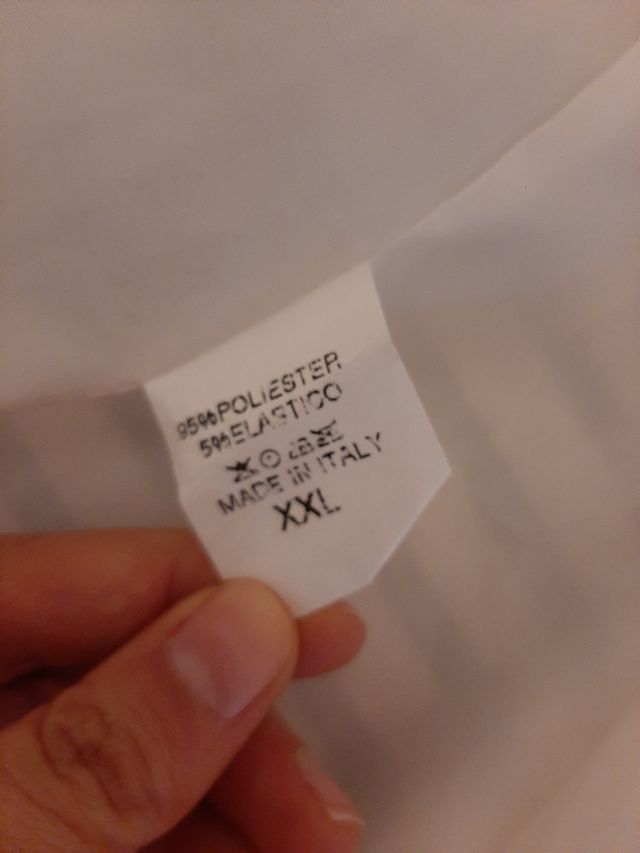 95%POLIESTER
5%ELASTICO
MADE IN ITALY
XXL